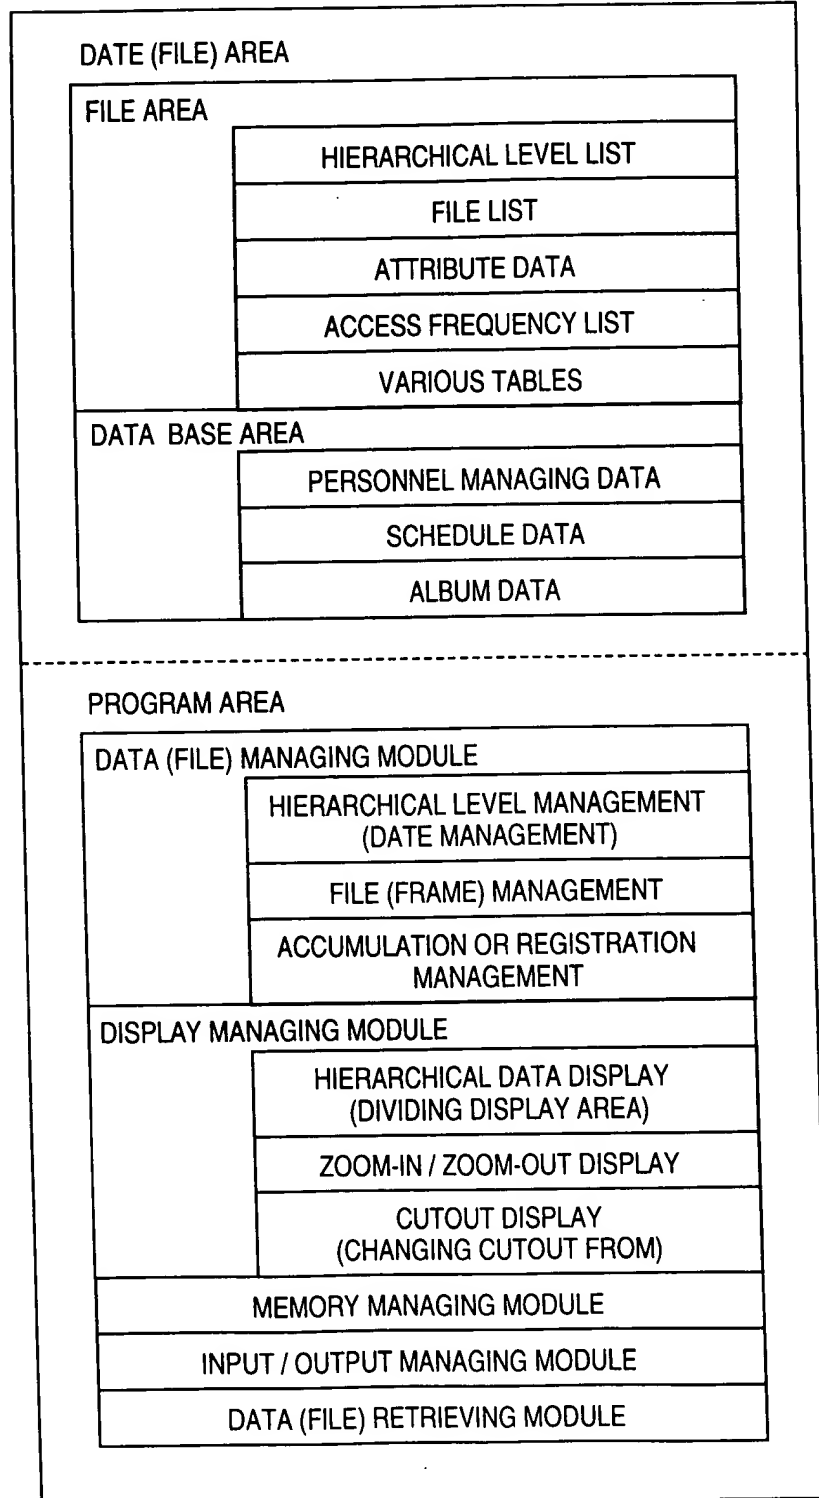 DATE (FILE) AREA
FILE AREA
HIERARCHICAL LEVEL LIST
FILE LIST
ATTRIBUTE DATA
ACCESS FREQUENCY LIST
VARIOUS TABLES
DATA BASE AREA
PERSONNEL MANAGING DATA
SCHEDULE DATA
ALBUM DATA
PROGRAM AREA
DATA (FILE) MANAGING MODULE
HIERARCHICAL LEVEL MANAGEMENT
(DATE MANAGEMENT)
FILE (FRAME) MANAGEMENT
ACCUMULATION OR REGISTRATION
MANAGEMENT
DISPLAY MANAGING MODULE
HIERARCHICAL DATA DISPLAY
(DIVIDING DISPLAY AREA)
ZOOM-IN / ZOOM-OUT DISPLAY
CUTOUT DISPLAY
(CHANGING CUTOUT FROM)
MEMORY MANAGING MODULE
INPUT / OUTPUT MANAGING MODULE
DATA (FILE) RETRIEVING MODULE